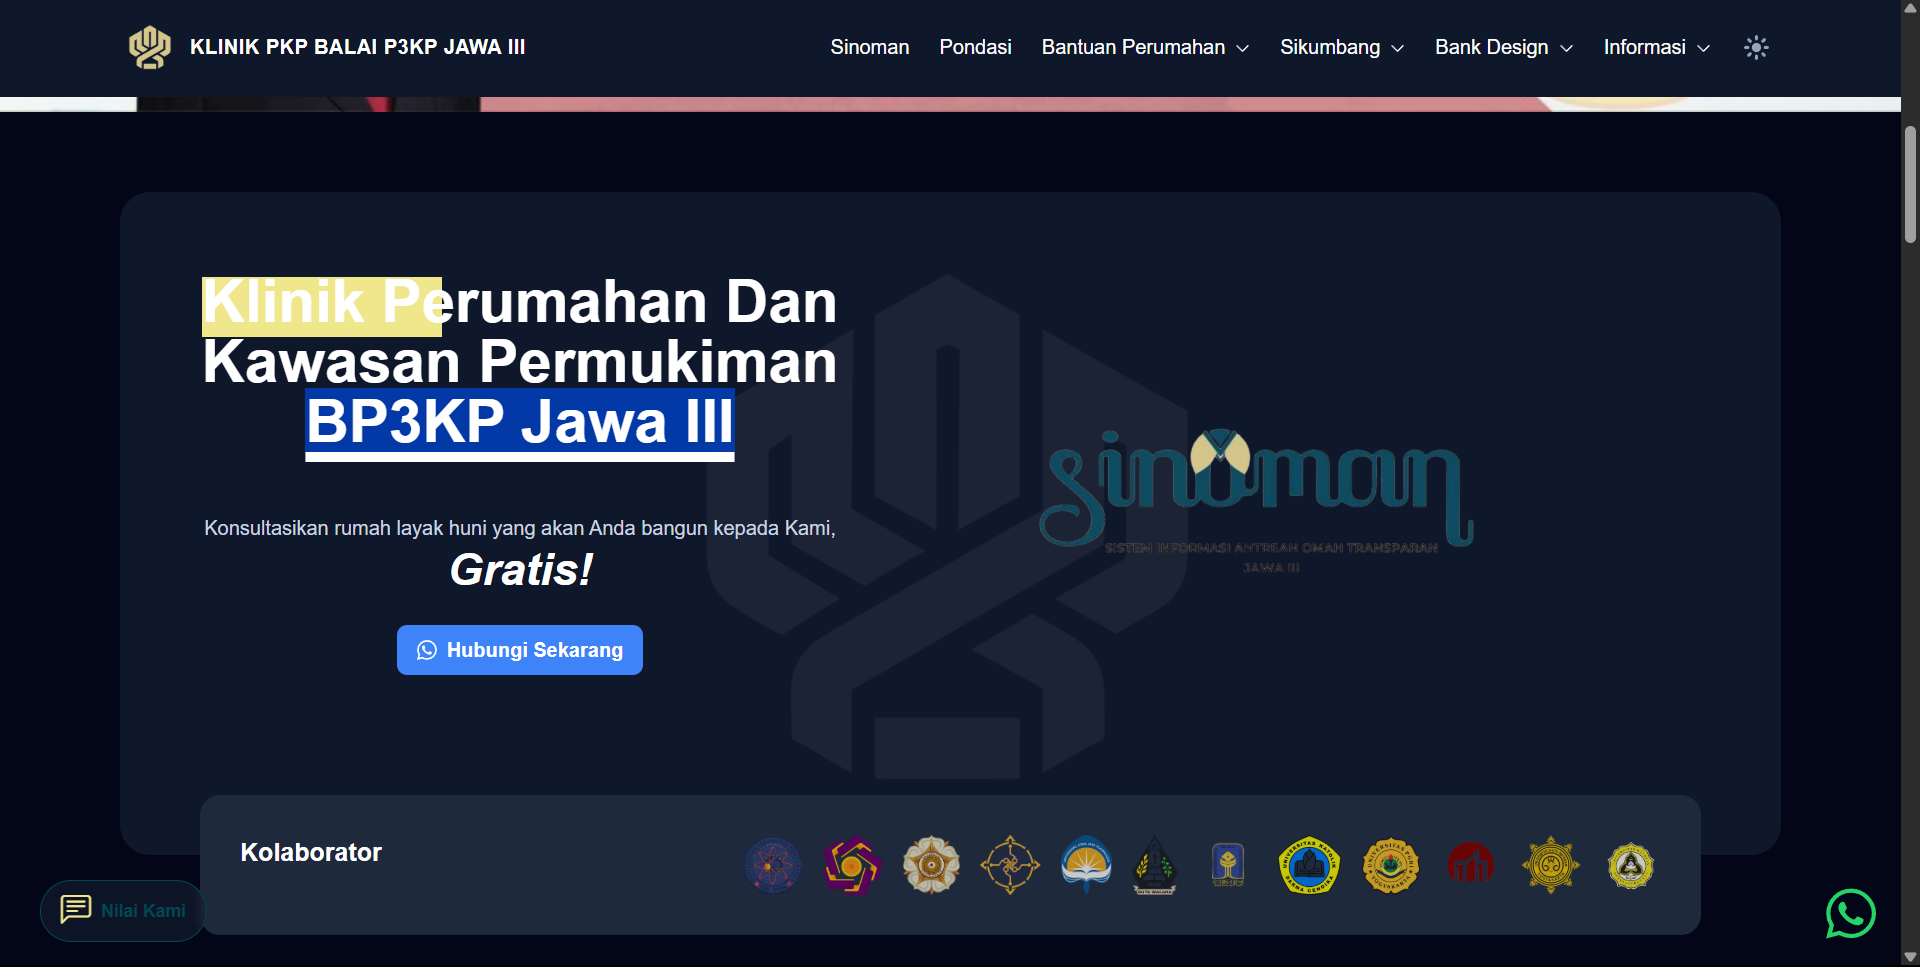 KLINIK PKP BALAI P3KP JAWA III
Sinoman
Pondasi
Bantuan Perumahan
Sikumbang
Bank Design
Informasi
Klinik Perumahan Dan
Kawasan Permukiman
BP3KP Jawa III
Konsultasikan rumah layak huni yang akan Anda bangun kepada Kami,
Gratis!
Hubungi Sekarang
sinoman
SISTEM INFORMASI ANTREAN OMAH TRANSPARAN
JAWA III
Kolaborator
Nilai Kami